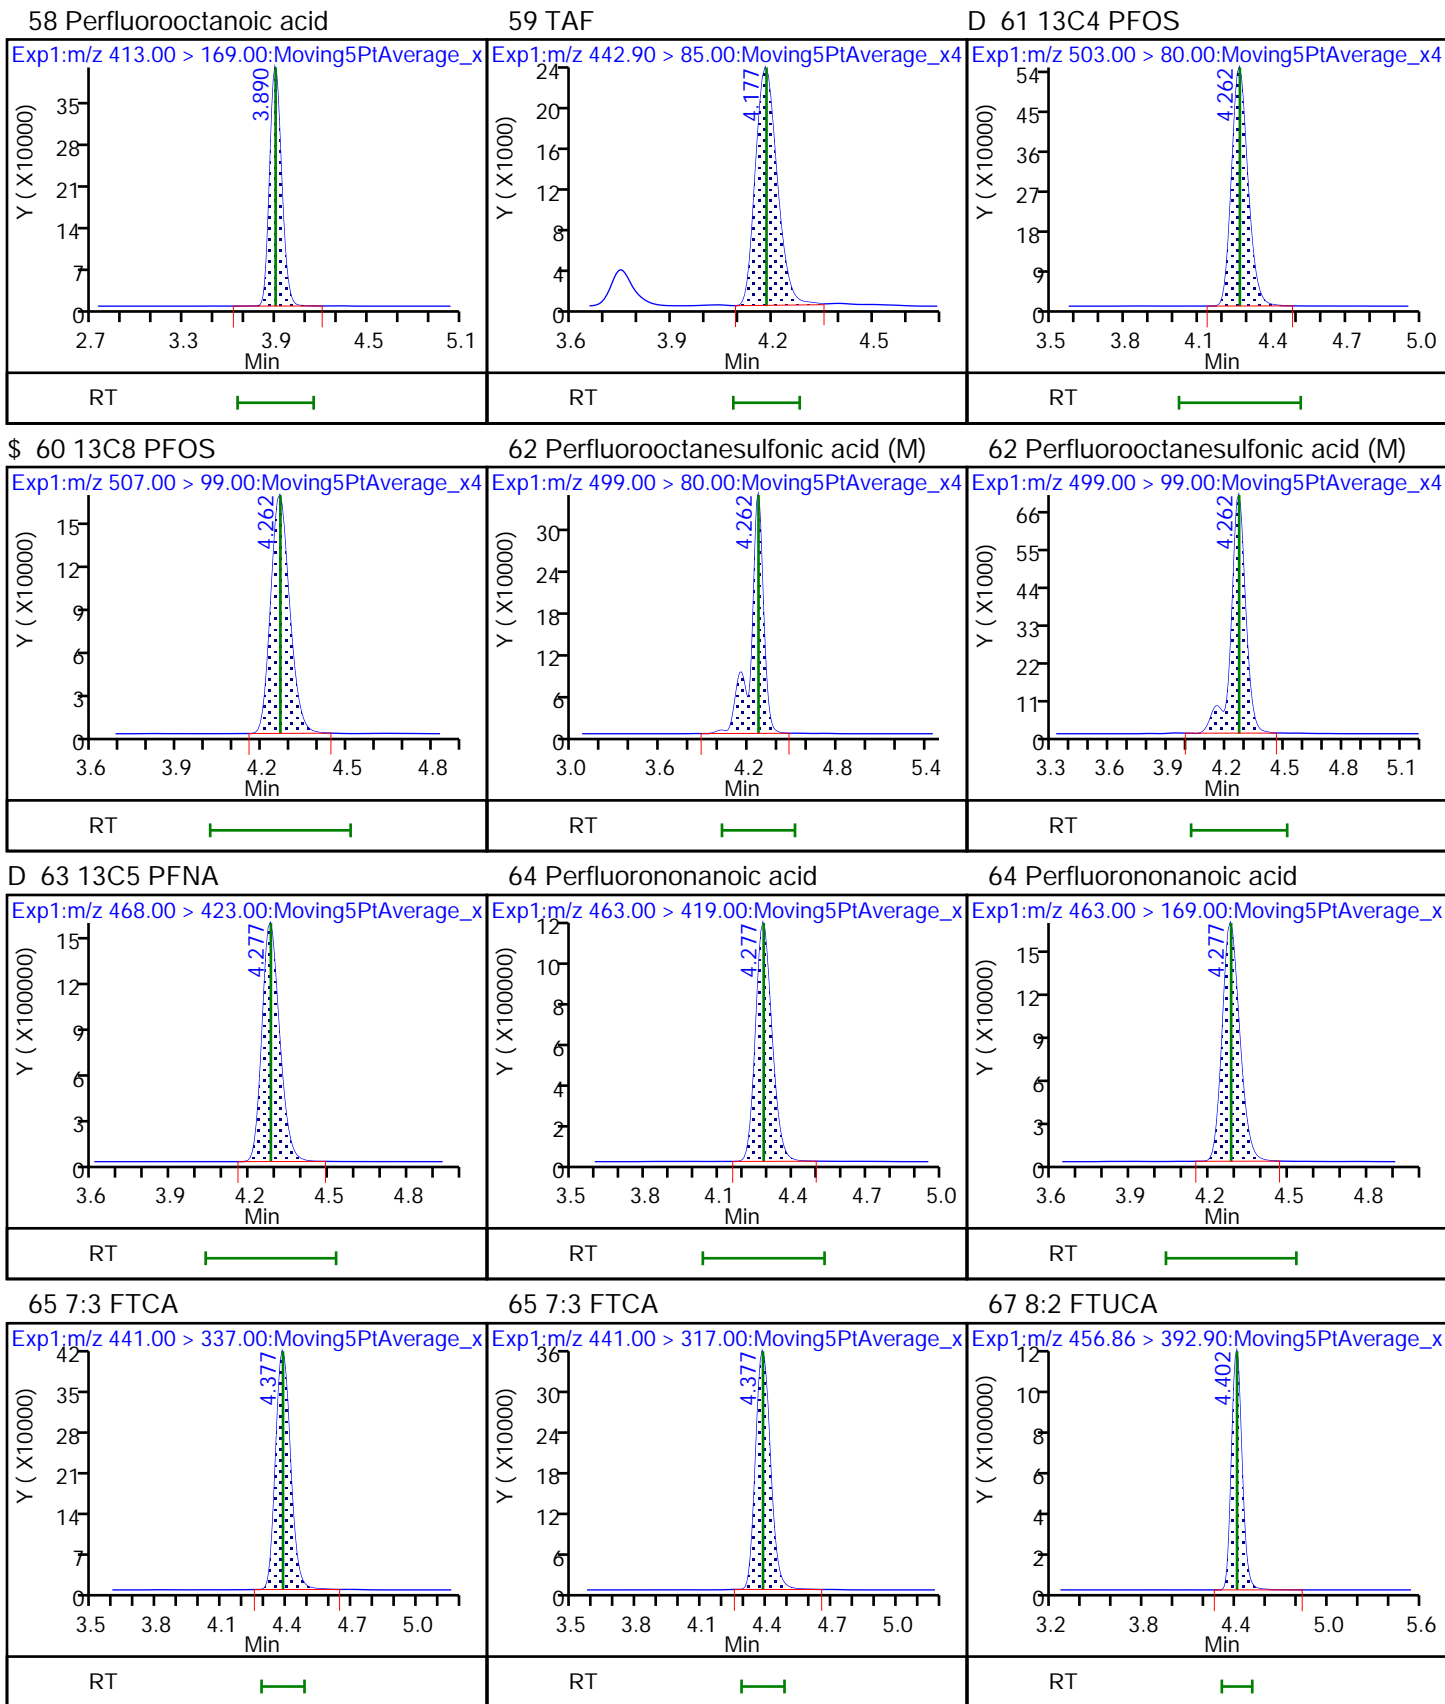 58 Perfluorooctanoic acid
Exp1:m/z 413.00 > 169.00:Moving5PtAverage_x
Y ( X10000)
3.890
35
28
21
14
7
0
2.7 3.3 3.9 4.5 5.1
Min
RT
59 TAF
Exp1:m/z 442.90 > 85.00:Moving5PtAverage_x4
Y ( X1000)
4.177
24
20
16
12
8
4
0
3.6 3.9 4.2 4.5
Min
RT
D 61 13C4 PFOS
Exp1:m/z 503.00 > 80.00:Moving5PtAverage_x4
Y ( X10000)
4.262
54
45
36
27
18
9
0
3.5 3.8 4.1 4.4 4.7 5.0
Min
RT
$ 60 13C8 PFOS
Exp1:m/z 507.00 > 99.00:Moving5PtAverage_x4
Y ( X10000)
4.262
15
12
9
6
3
0
3.6 3.9 4.2 4.5 4.8
Min
RT
62 Perfluorooctanesulfonic acid (M)
Exp1:m/z 499.00 > 80.00:Moving5PtAverage_x4
Y ( X10000)
4.262
30
24
18
12
6
0
3.0 3.6 4.2 4.8 5.4
Min
RT
62 Perfluorooctanesulfonic acid (M)
Exp1:m/z 499.00 > 99.00:Moving5PtAverage_x4
Y ( X1000)
4.262
66
55
44
33
22
11
0
3.3 3.6 3.9 4.2 4.5 4.8 5.1
Min
RT
D 63 13C5 PFNA
Exp1:m/z 468.00 > 423.00:Moving5PtAverage_x
Y ( X100000)
4.277
15
12
9
6
3
0
3.6 3.9 4.2 4.5 4.8
Min
RT
64 Perfluorononanoic acid
Exp1:m/z 463.00 > 419.00:Moving5PtAverage_x
Y ( X100000)
4.277
12
10
8
6
4
2
0
3.5 3.8 4.1 4.4 4.7 5.0
Min
RT
64 Perfluorononanoic acid
Exp1:m/z 463.00 > 169.00:Moving5PtAverage_x
Y ( X10000)
4.277
15
12
9
6
3
0
3.6 3.9 4.2 4.5 4.8
Min
RT
65 7:3 FTCA
Exp1:m/z 441.00 > 337.00:Moving5PtAverage_x
Y ( X10000)
4.377
42
35
28
21
14
7
0
3.5 3.8 4.1 4.4 4.7 5.0
Min
RT
65 7:3 FTCA
Exp1:m/z 441.00 > 317.00:Moving5PtAverage_x
Y ( X10000)
4.377
36
30
24
18
12
6
0
3.5 3.8 4.1 4.4 4.7 5.0
Min
RT
67 8:2 FTUCA
Exp1:m/z 456.86 > 392.90:Moving5PtAverage_x
Y ( X100000)
4.402
12
10
8
6
4
2
0
3.2 3.8 4.4 5.0 5.6
Min
RT